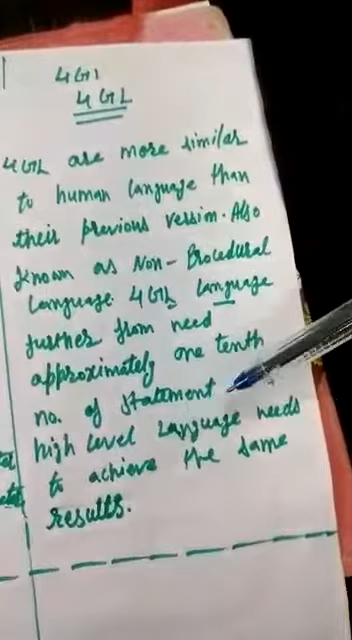 4G1
4GL
4GL are more similar
to human language than
their previous version. Also
known as Non-Procedural
Language. 4GL Language
further from need
approximately one tenth
no. of statement
high level Language needs
to achieve the same
results.